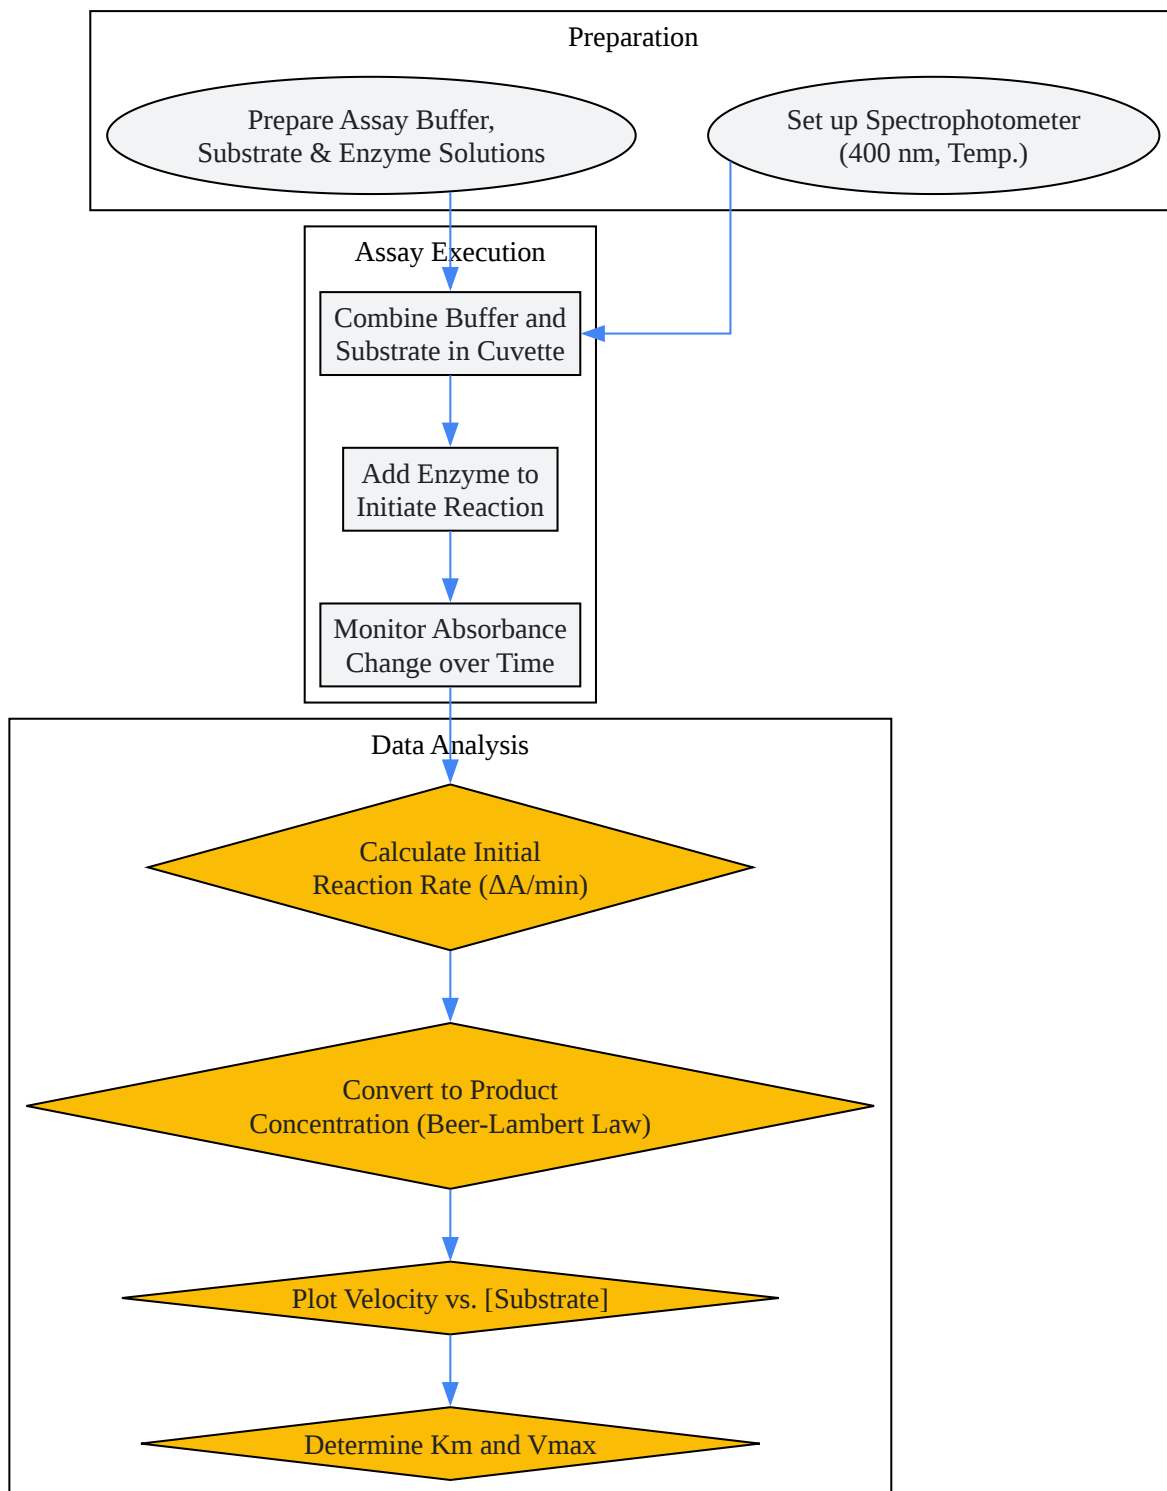 Preparation
Prepare Assay Buffer,
Substrate & Enzyme Solutions
Set up Spectrophotometer
(400 nm, Temp.)
Assay Execution
Combine Buffer and
Substrate in Cuvette
Add Enzyme to
Initiate Reaction
Monitor Absorbance
Change over Time
Data Analysis
Calculate Initial
Reaction Rate (ΔA/min)
Convert to Product
Concentration (Beer-Lambert Law)
Plot Velocity vs. [Substrate]
Determine Km and Vmax